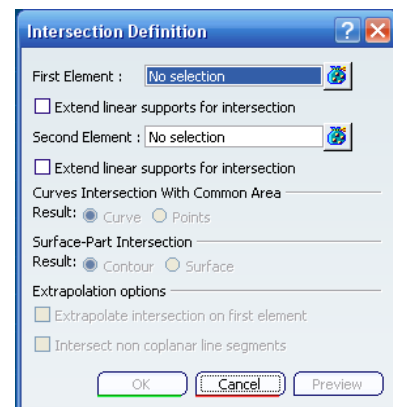 Intersection Definition
First Element : No selection
Extend linear supports for intersection
Second Element : No selection
Extend linear supports for intersection
Curves Intersection With Common Area
Result: Curve Points
Surface-Part Intersection
Result: Contour Surface
Extrapolation options
Extrapolate intersection on first element
Intersect non coplanar line segments
OK Cancel Preview